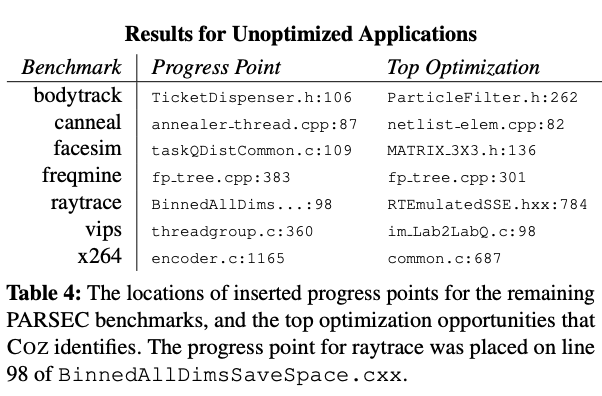 Results for Unoptimized Applications
Benchmark Progress Point Top Optimization
bodytrack TicketDispenser.h:106 ParticleFilter.h:262
canneal annealer_thread.cpp:87 netlist_elem.cpp:82
facesim taskQDistCommon.c:109 MATRIX_3X3.h:136
freqmine fp_tree.cpp:383 fp_tree.cpp:301
raytrace BinnedAllDims...:98 RTEmulatedSSE.hxx:784
vips threadgroup.c:360 im_Lab2LabQ.c:98
x264 encoder.c:1165 common.c:687
Table 4: The locations of inserted progress points for the remaining
PARSEC benchmarks, and the top optimization opportunities that
COZ identifies. The progress point for raytrace was placed on line
98 of BinnedAllDimsSaveSpace.cxx.